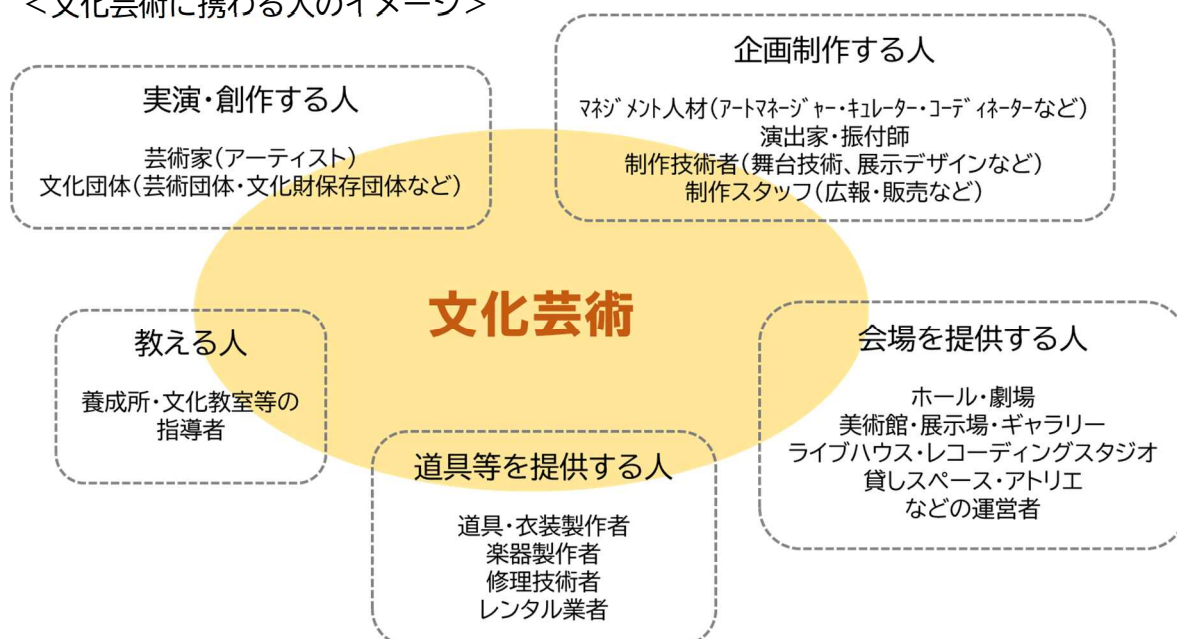 ＜文化芸術に携わる人のイメージ＞
実演・創作する人
芸術家（アーティスト）
文化団体（芸術団体・文化財保存団体など）
企画制作する人
ﾏﾈｼﾞﾒﾝﾄ人材（ｱｰﾄﾏﾈｰｼﾞｬｰ・ｷｭﾚｰﾀｰ・ｺｰﾃﾞｨﾈｰﾀｰなど）
演出家・振付師
制作技術者（舞台技術、展示デザインなど）
制作スタッフ（広報・販売など）
文化芸術
教える人
養成所・文化教室等の
指導者
道具等を提供する人
道具・衣装製作者
楽器製作者
修理技術者
レンタル業者
会場を提供する人
ホール・劇場
美術館・展示場・ギャラリー
ライブハウス・レコーディングスタジオ
貸しスペース・アトリエ
などの運営者